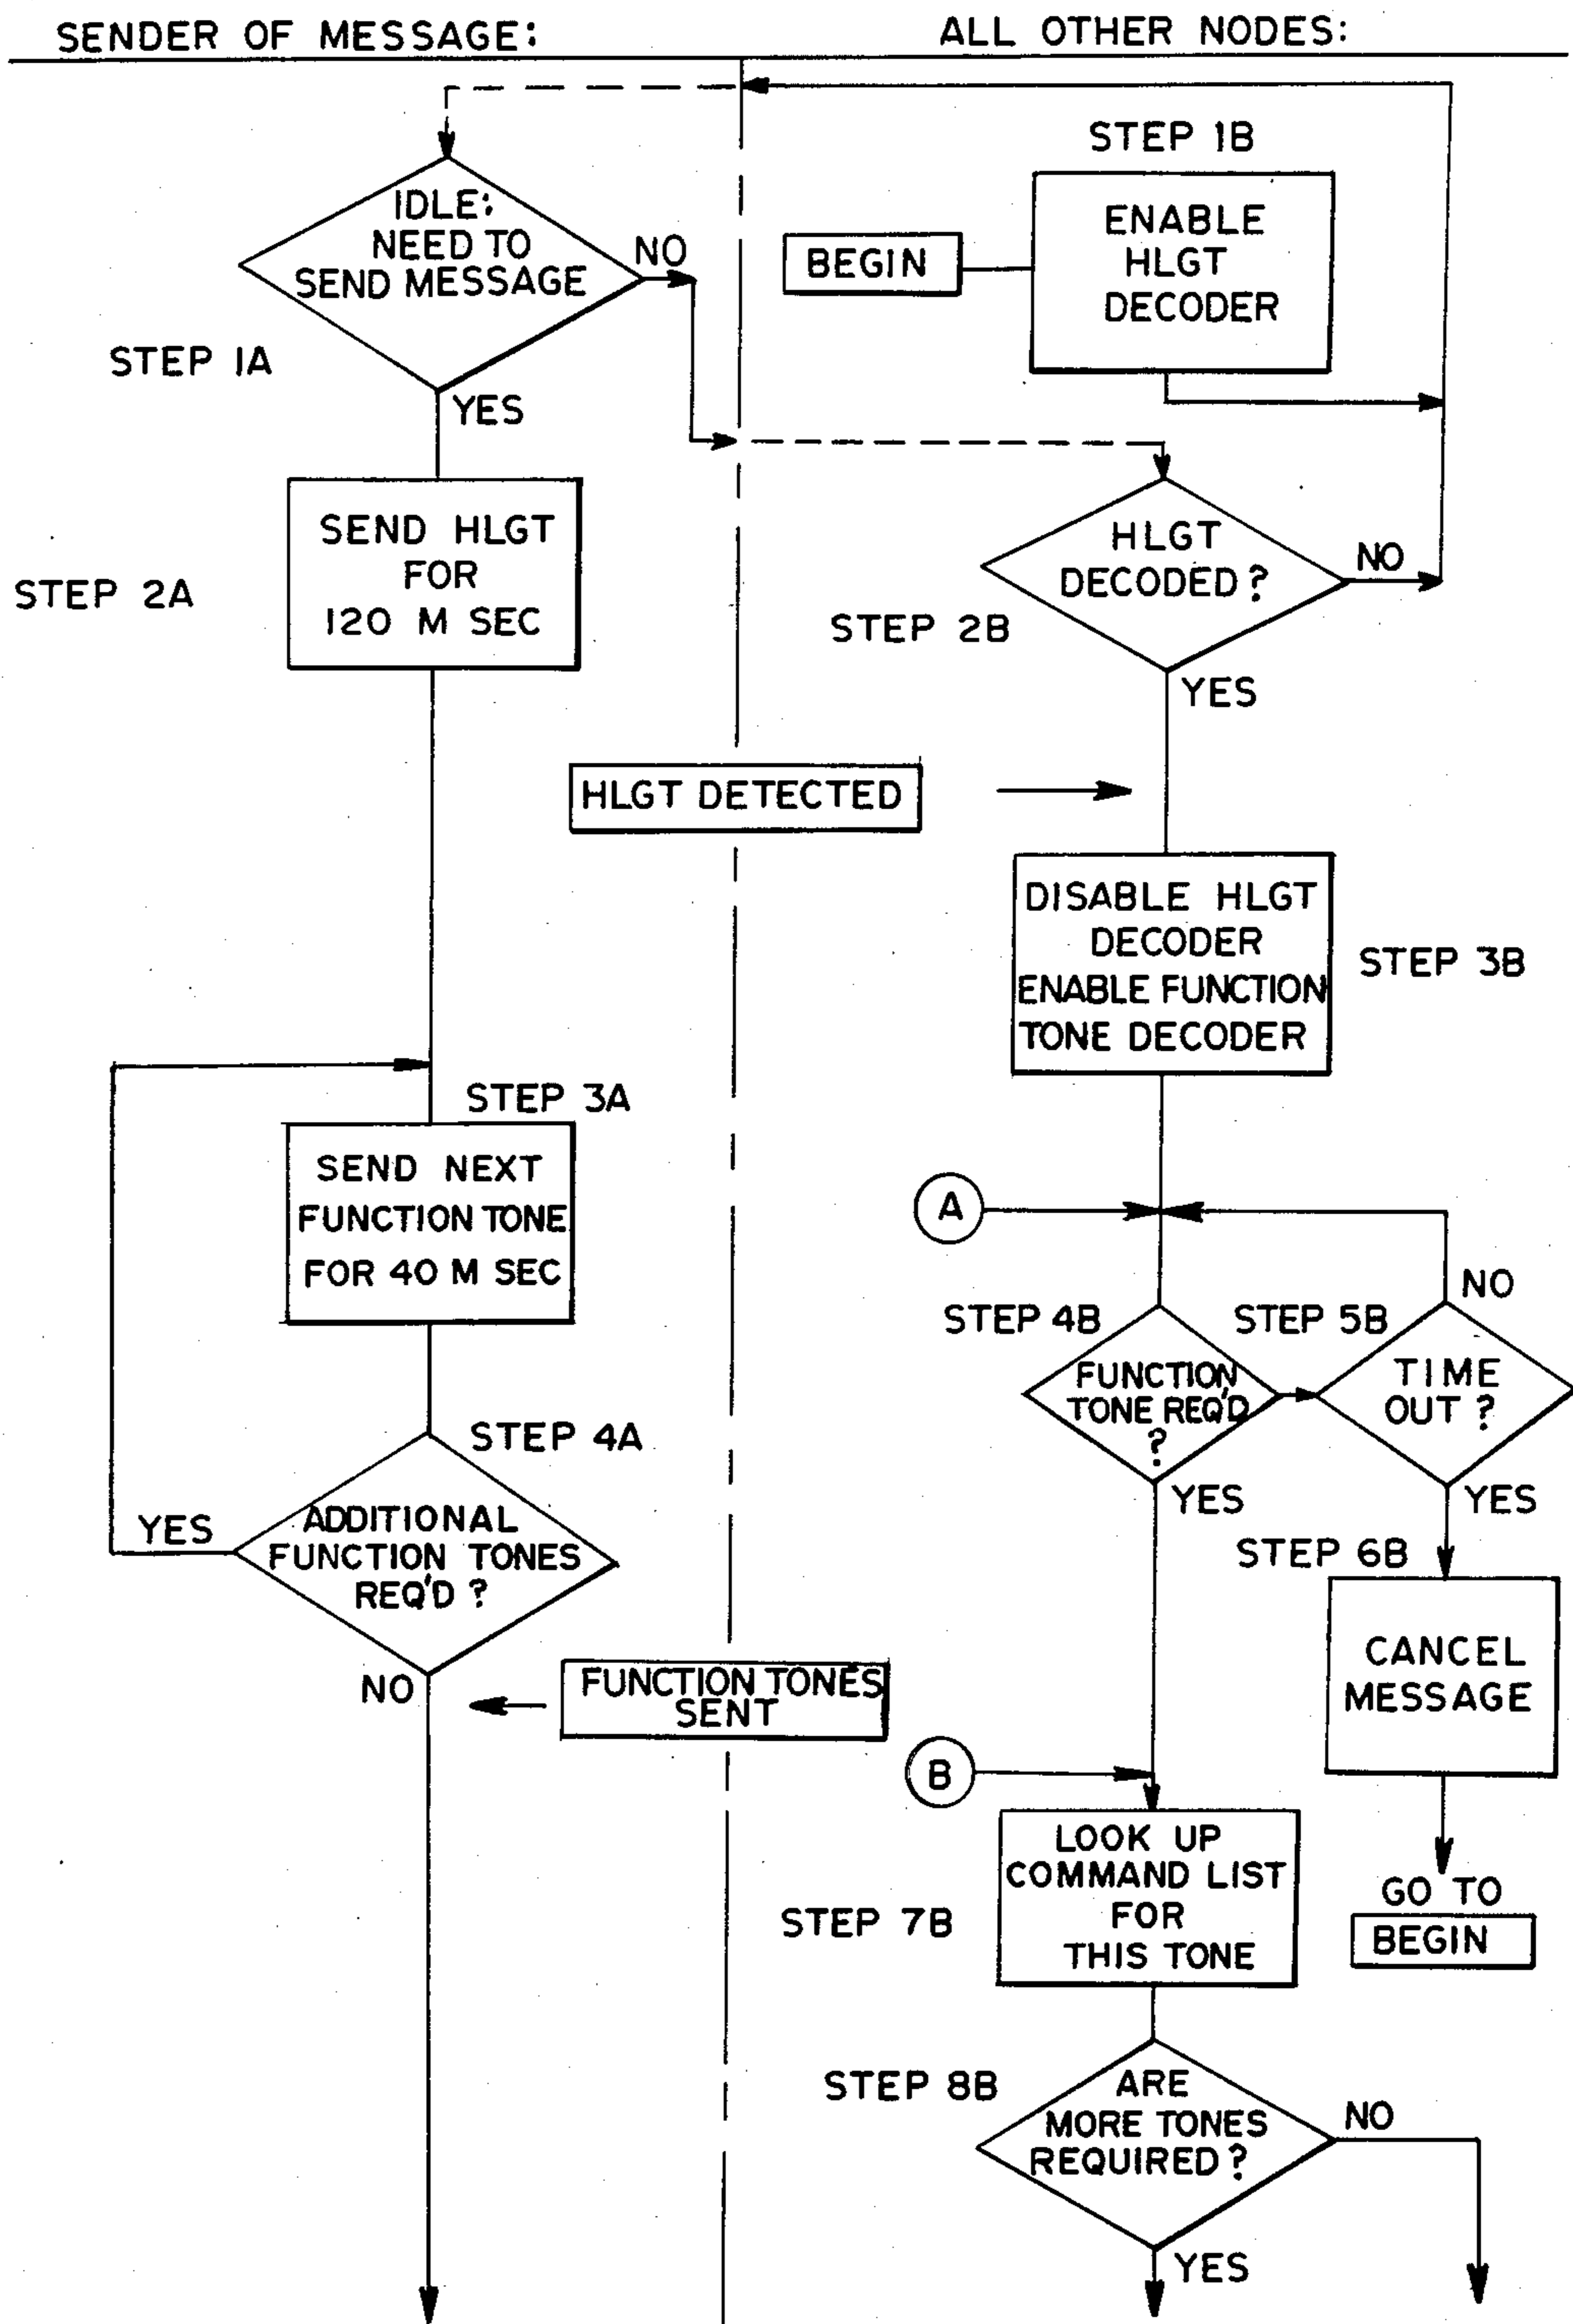 SENDER OF MESSAGE:
ALL OTHER NODES:
IDLE:
NEED TO
SEND MESSAGE
NO
STEP 1A
YES
SEND HLGT
FOR
120 M SEC
STEP 2A
STEP 1B
BEGIN
ENABLE
HLGT
DECODER
HLGT
DECODED?
NO
STEP 2B
YES
HLGT DETECTED
DISABLE HLGT
DECODER
ENABLE FUNCTION
TONE DECODER
STEP 3B
STEP 3A
SEND NEXT
FUNCTION TONE
FOR 40 M SEC
STEP 4A
YES
ADDITIONAL
FUNCTION TONES
REQ'D ?
NO
FUNCTION TONES
SENT
A
STEP 4B
FUNCTION
TONE REQ'D
?
YES
STEP 5B
NO
TIME
OUT ?
YES
STEP 6B
CANCEL
MESSAGE
GO TO
BEGIN
B
LOOK UP
COMMAND LIST
FOR
THIS TONE
STEP 7B
STEP 8B
ARE
MORE TONES
REQUIRED?
NO
YES